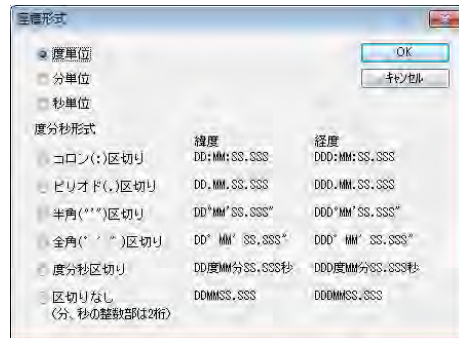 座標形式
度単位
OK
分単位
キャンセル
秒単位
度分秒形式
緯度 経度
コロン(:)区切り DD:MM:SS.SSS DDD:MM:SS.SSS
ピリオド(.)区切り DD.MM.SS.SSS DDD.MM.SS.SSS
半角(°'")区切り DD°MM'SS.SSS" DDD°MM'SS.SSS"
全角(°′″)区切り DD° MM′ SS.SSS″ DDD° MM′ SS.SSS″
度分秒区切り DD度MM分SS.SSS秒 DDD度MM分SS.SSS秒
区切りなし DDMMSS.SSS DDDMMSS.SSS
(分、秒の整数部は2桁)